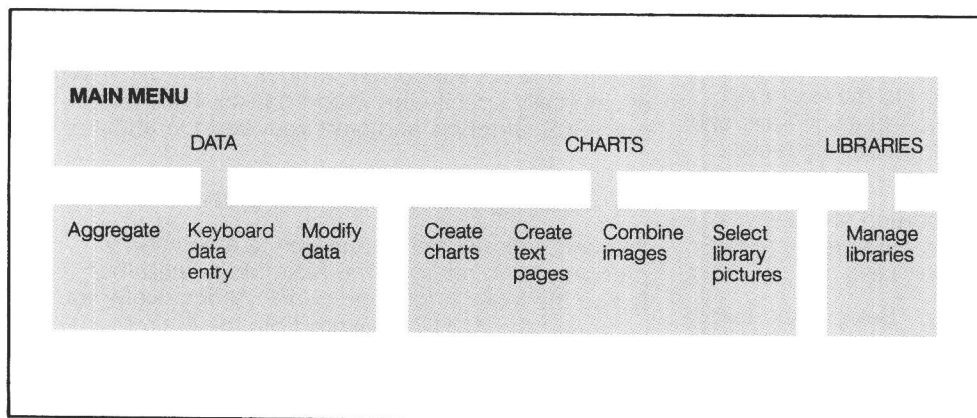 MAIN MENU
DATA
CHARTS
LIBRARIES
Aggregate
Keyboard
data
entry
Modify
data
Create
charts
Create
text
pages
Combine
images
Select
library
pictures
Manage
libraries